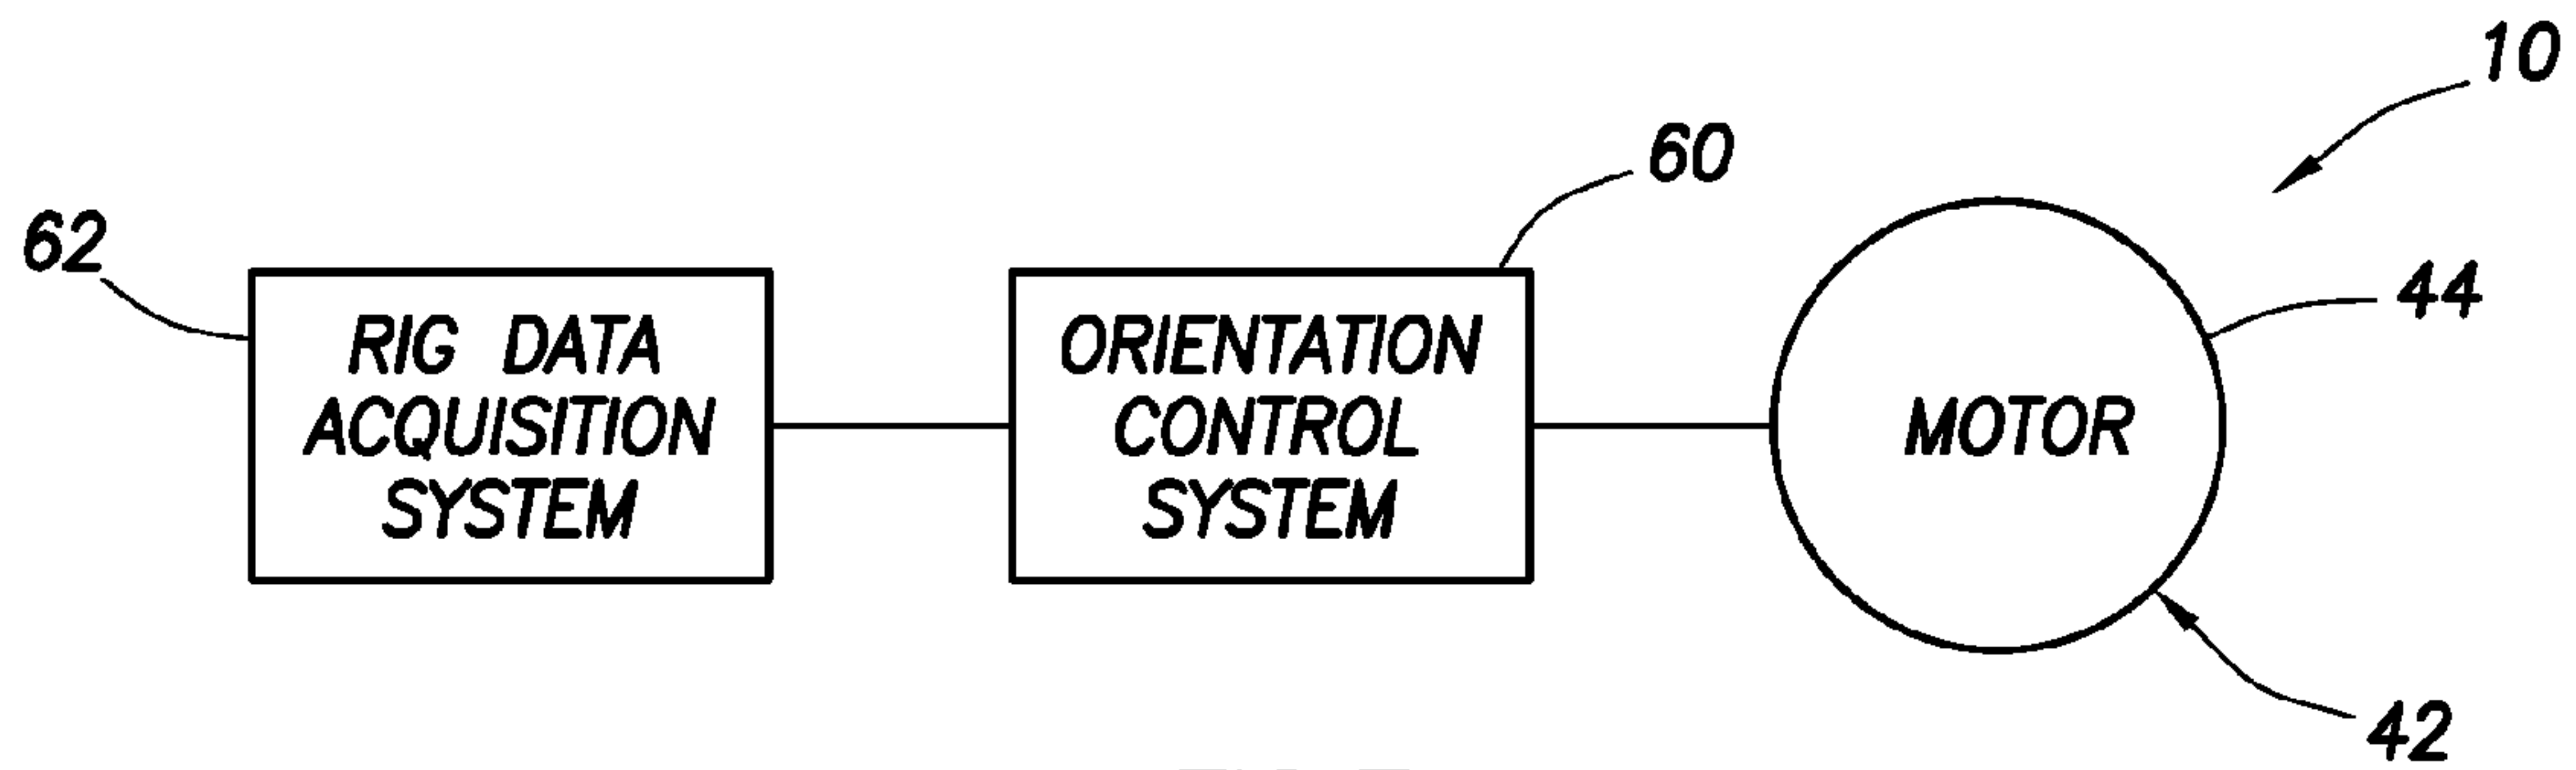 10
60
62
44
RIG DATA
ACQUISITION
SYSTEM
ORIENTATION
CONTROL
SYSTEM
MOTOR
42